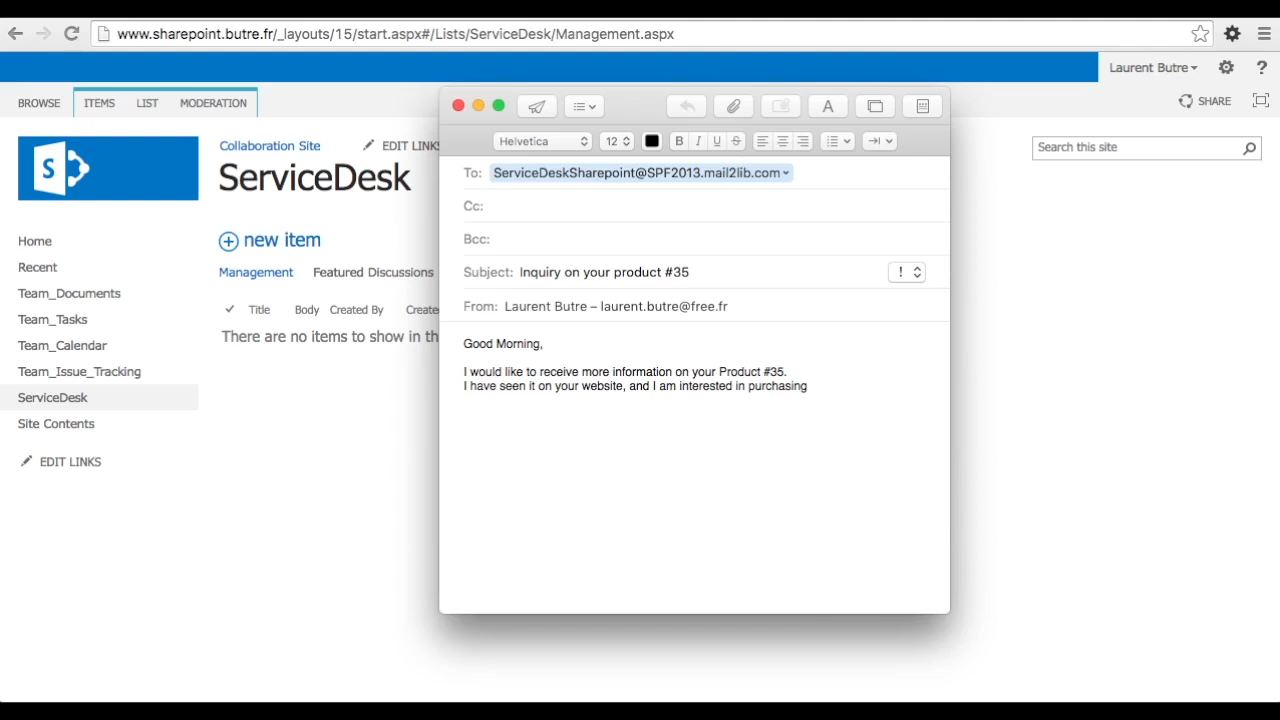 www.sharepoint.butre.fr/_layouts/15/start.aspx#/Lists/ServiceDesk/Management.aspx
Laurent Butre
?
BROWSE
ITEMS
LIST
MODERATION
SHARE
S
Collaboration Site
EDIT LINKS
ServiceDesk
Search this site
Home
Recent
Team_Documents
Team_Tasks
Team_Calendar
Team_Issue_Tracking
ServiceDesk
Site Contents
EDIT LINKS
new item
Management
Featured Discussions
Title
Body
Created By
Create
There are no items to show in th
A
Helvetica
12
B
I
U
S
To: ServiceDeskSharepoint@SPF2013.mail2lib.com
Cc:
Bcc:
Subject: Inquiry on your product #35
!
From: Laurent Butre – laurent.butre@free.fr
Good Morning,
I would like to receive more information on your Product #35.
I have seen it on your website, and I am interested in purchasing